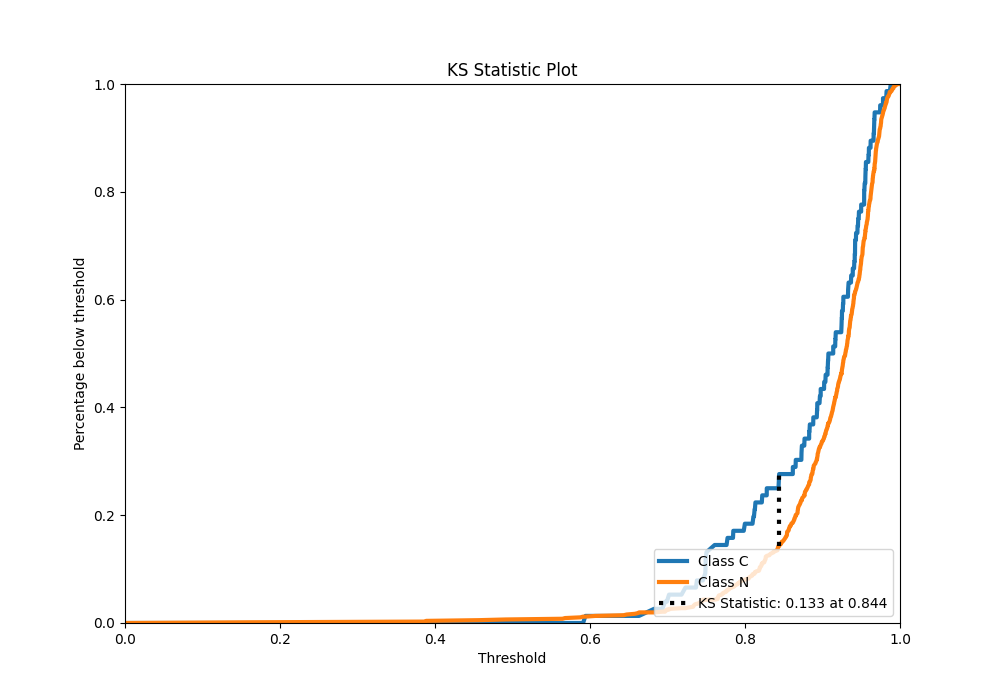 KS Statistic Plot
1.0
0.8
0.6
0.4
0.2
0.0
Percentage below threshold
Class C
Class N
KS Statistic: 0.133 at 0.844
0.0 0.2 0.4 0.6 0.8 1.0
Threshold